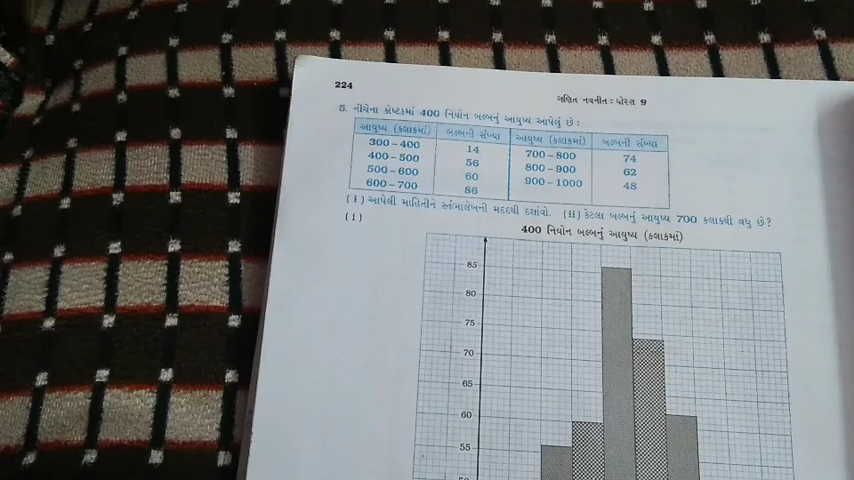 224
ગણિત નવનીત : ધોરણ 9
5. નીચેના કોષ્ટકમાં 400 નિયોન બલ્બનું આયુષ્ય આપેલું છે :
આયુષ્ય (કલાકમાં) બલ્બની સંખ્યા આયુષ્ય (કલાકમાં) બલ્બની સંખ્યા
300 – 400 14 700 – 800 74
400 – 500 56 800 – 900 62
500 – 600 60 900 – 1000 48
600 – 700 86
(i) આપેલી માહિતીને સ્તંભાલેખની મદદથી દર્શાવો. (ii) કેટલા બલ્બનું આયુષ્ય 700 કલાકથી વધુ છે?
(i)
400 નિયોન બલ્બનું આયુષ્ય (કલાકમાં)
85
80
75
70
65
60
55